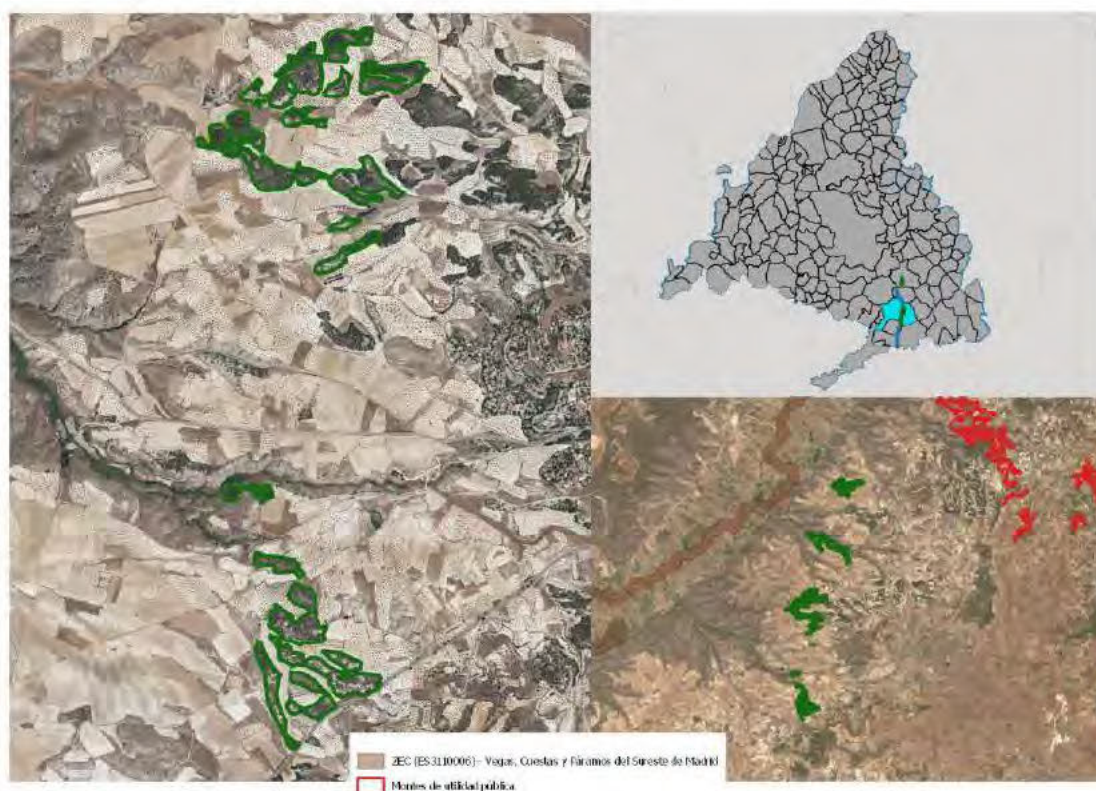 ZEC (ES3110006) - Vegas, Cuestas y Páramos del Sureste de Madrid
Montes de utilidad pública